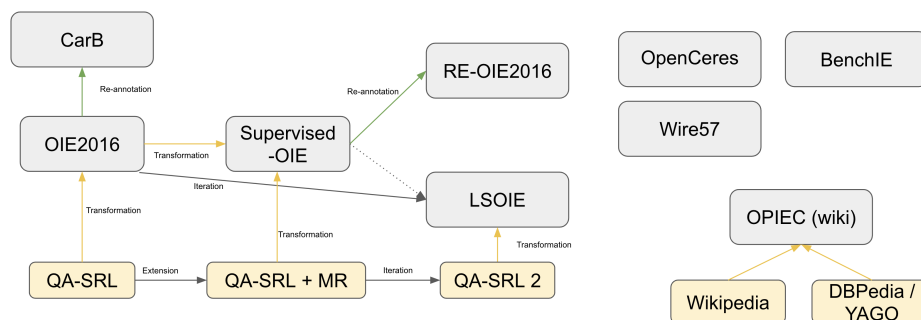 CarB
Re-annotation
OIE2016
Transformation
Supervised
-OIE
Re-annotation
RE-OIE2016
Iteration
LSOIE
Transformation
Transformation
Transformation
QA-SRL
Extension
QA-SRL + MR
Iteration
QA-SRL 2
OpenCeres
BenchIE
Wire57
OPIEC (wiki)
Wikipedia
DBPedia /
YAGO